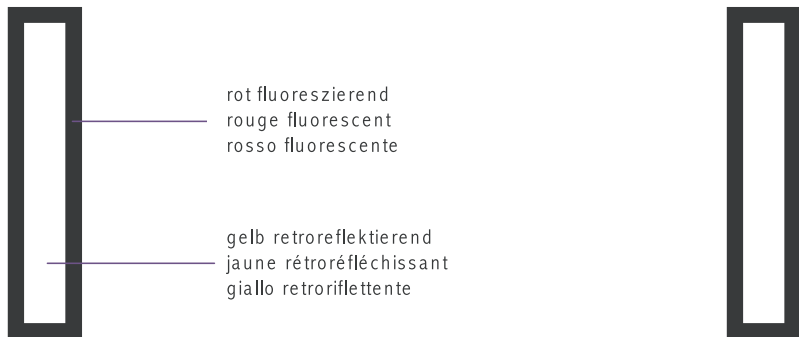 rot fluoreszierend
rouge fluorescent
rosso fluorescente
gelb retroreflektierend
jaune rétroréfléchissant
giallo retroriflettente